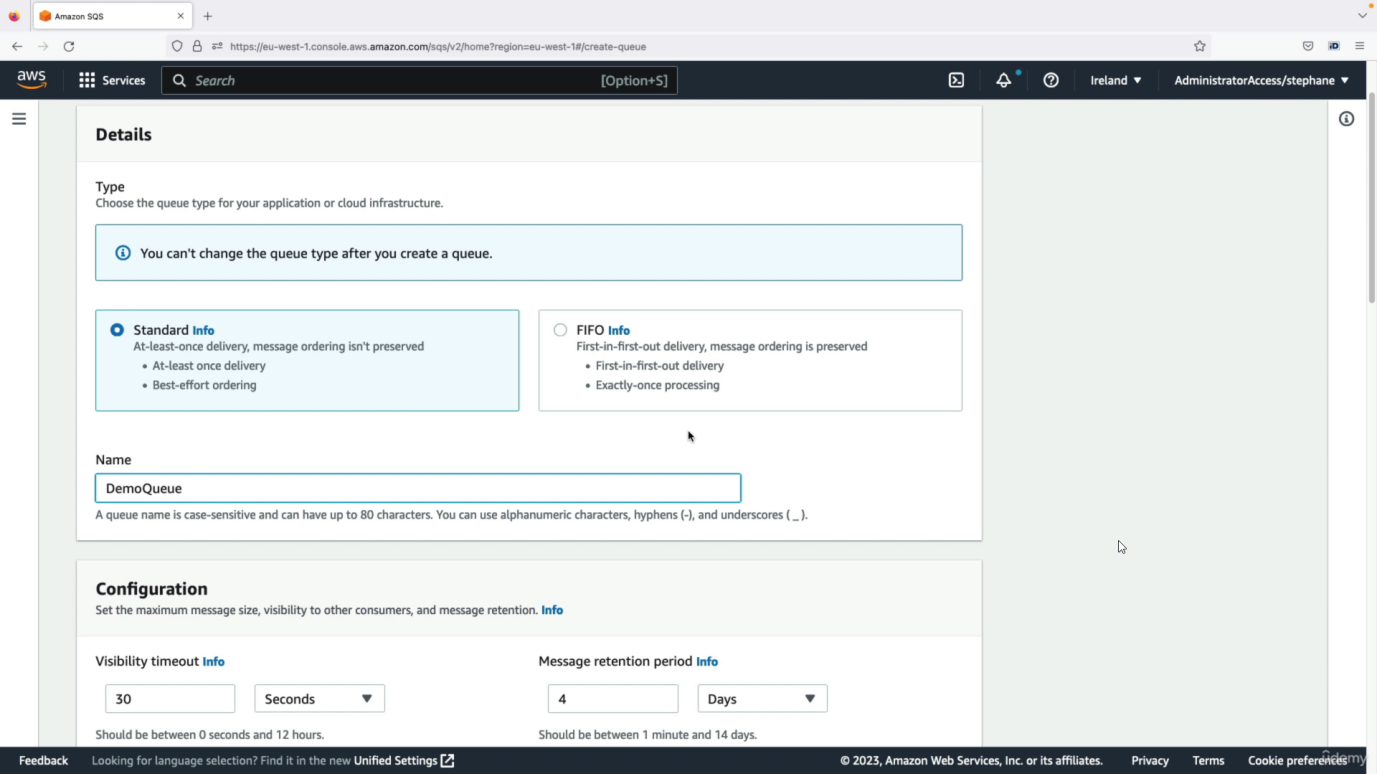 Amazon SQS
https://eu-west-1.console.aws.amazon.com/sqs/v2/home?region=eu-west-1#/create-queue
aws Services Search [Option+S] Ireland AdministratorAccess/stephane
Details
Type
Choose the queue type for your application or cloud infrastructure.
You can't change the queue type after you create a queue.
Standard Info
At-least-once delivery, message ordering isn't preserved
• At-least once delivery
• Best-effort ordering
FIFO Info
First-in-first-out delivery, message ordering is preserved
• First-in-first-out delivery
• Exactly-once processing
Name
DemoQueue
A queue name is case-sensitive and can have up to 80 characters. You can use alphanumeric characters, hyphens (-), and underscores ( _ ).
Configuration
Set the maximum message size, visibility to other consumers, and message retention. Info
Visibility timeout Info
30 Seconds
Should be between 0 seconds and 12 hours.
Message retention period Info
4 Days
Should be between 1 minute and 14 days.
Feedback Looking for language selection? Find it in the new Unified Settings © 2023, Amazon Web Services, Inc. or its affiliates. Privacy Terms Cookie preferences
ûdemy